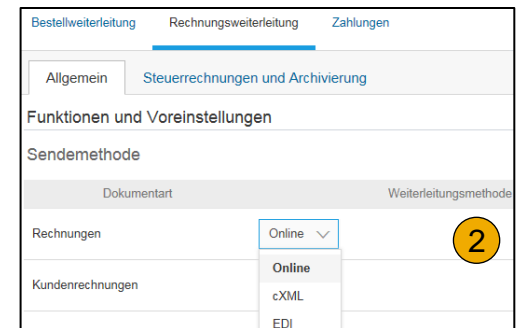 Bestellweiterleitung Rechnungsweiterleitung Zahlungen
Allgemein Steuerrechnungen und Archivierung
Funktionen und Voreinstellungen
Sendemethode
Dokumentart Weiterleitungsmethode
Rechnungen Online 2
Online
Kundenrechnungen
cXML
EDI